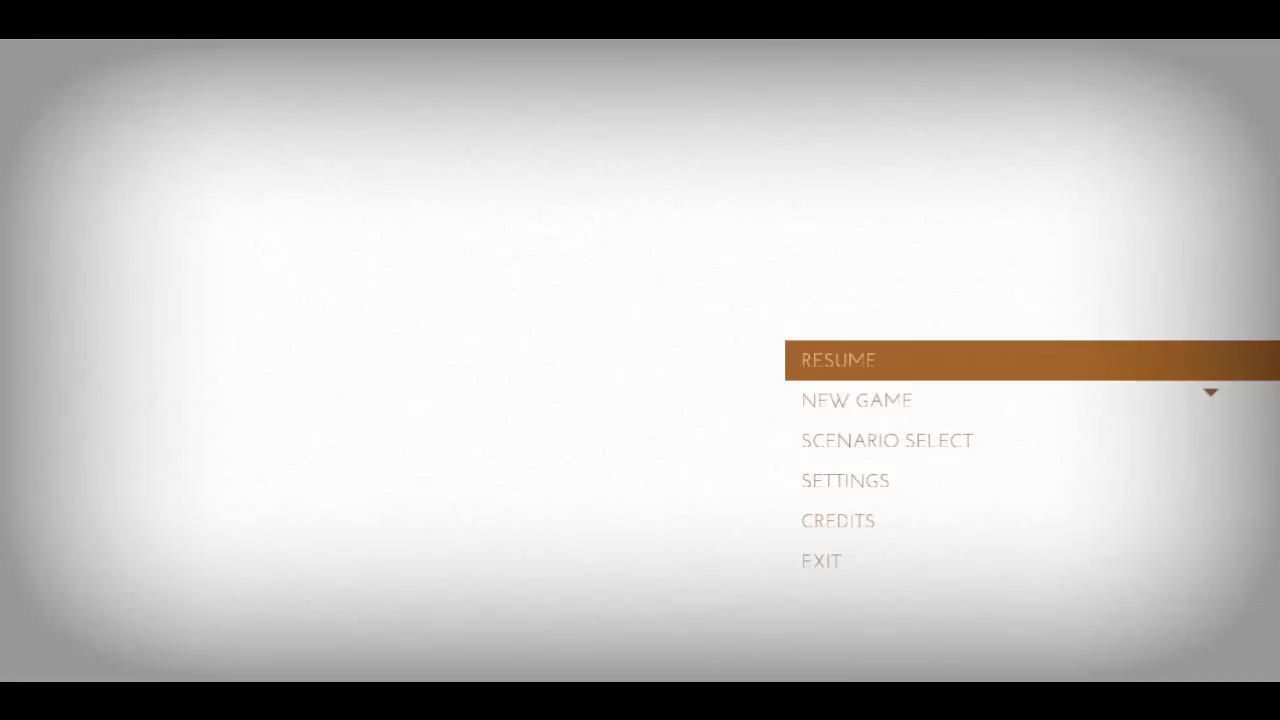 RESUME
NEW GAME
SCENARIO SELECT
SETTINGS
CREDITS
EXIT